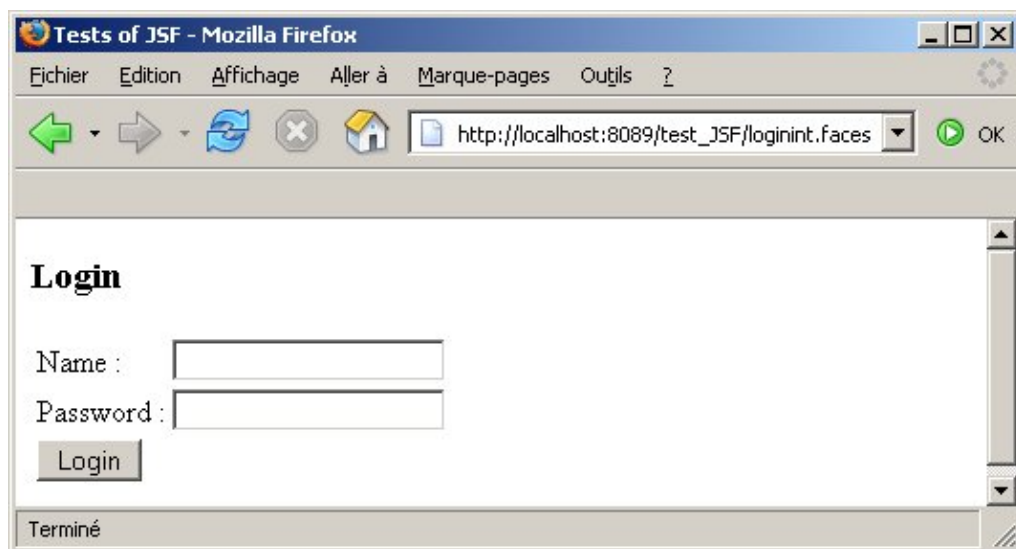 Tests of JSF - Mozilla Firefox
Fichier Edition Affichage Aller à Marque-pages Outils ?
http://localhost:8089/test_JSF/loginint.faces OK
Login
Name :
Password :
Login
Terminé